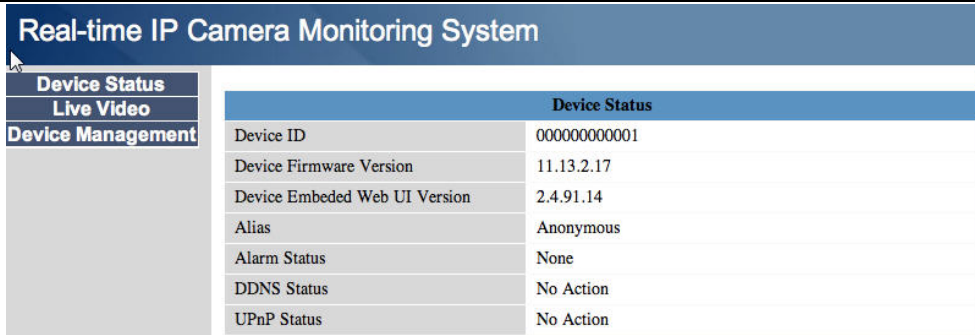 Real-time IP Camera Monitoring System
Device Status
Live Video
Device Management
Device Status
Device ID 000000000001
Device Firmware Version 11.13.2.17
Device Embeded Web UI Version 2.4.91.14
Alias Anonymous
Alarm Status None
DDNS Status No Action
UPnP Status No Action